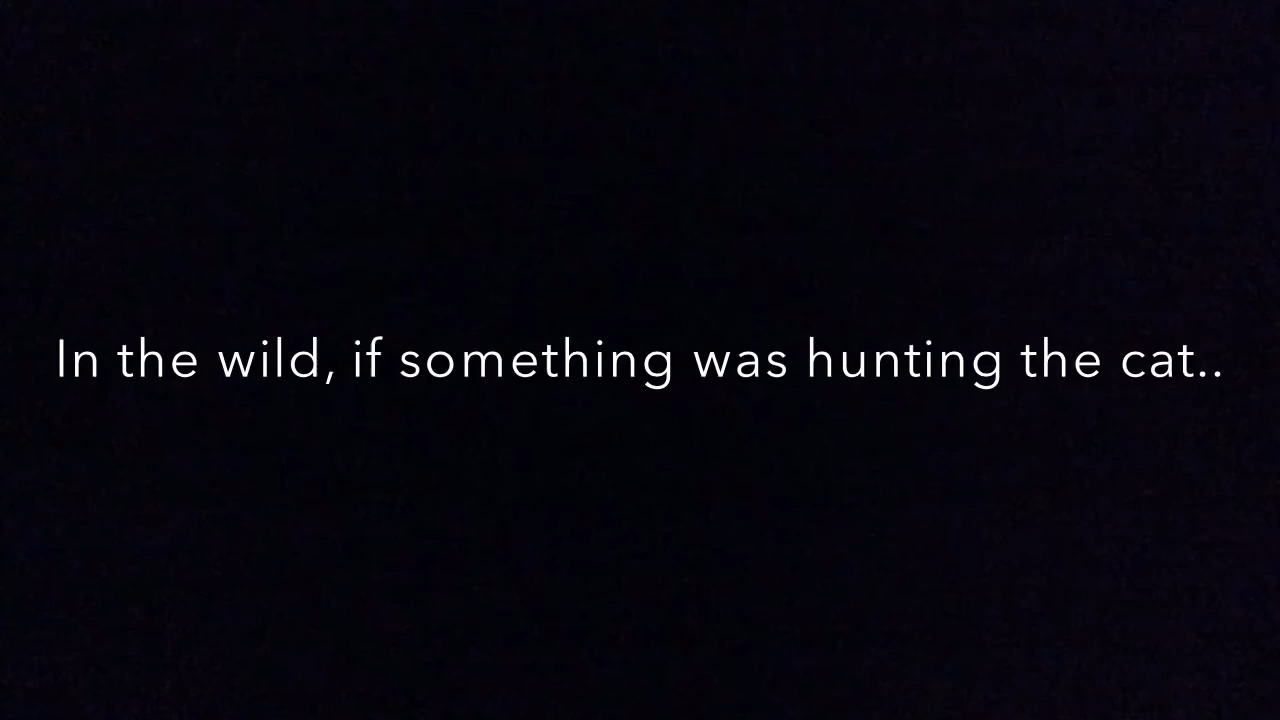 In the wild, if something was hunting the cat..